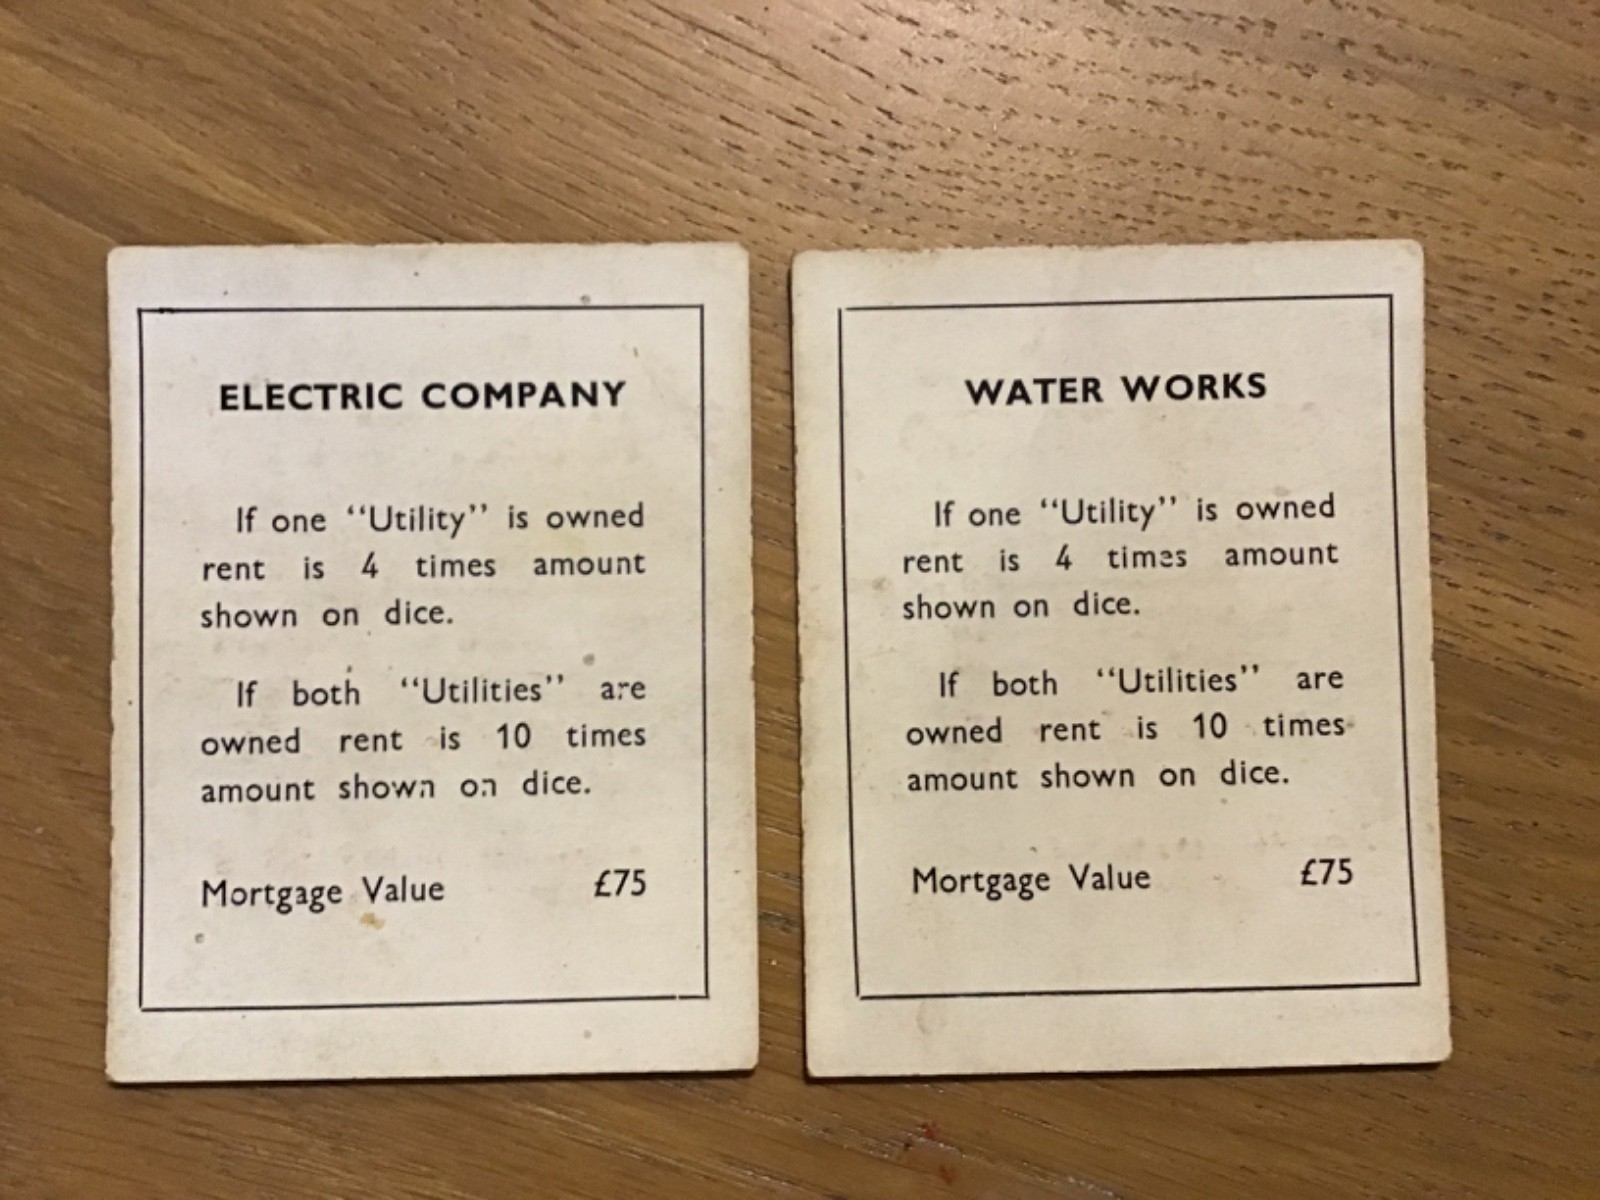 ELECTRIC COMPANY
If one “Utility” is owned
rent is 4 times amount
shown on dice.
If both “Utilities” are
owned rent is 10 times
amount shown on dice.
Mortgage Value £75
WATER WORKS
If one “Utility” is owned
rent is 4 times amount
shown on dice.
If both “Utilities” are
owned rent is 10 times
amount shown on dice.
Mortgage Value £75